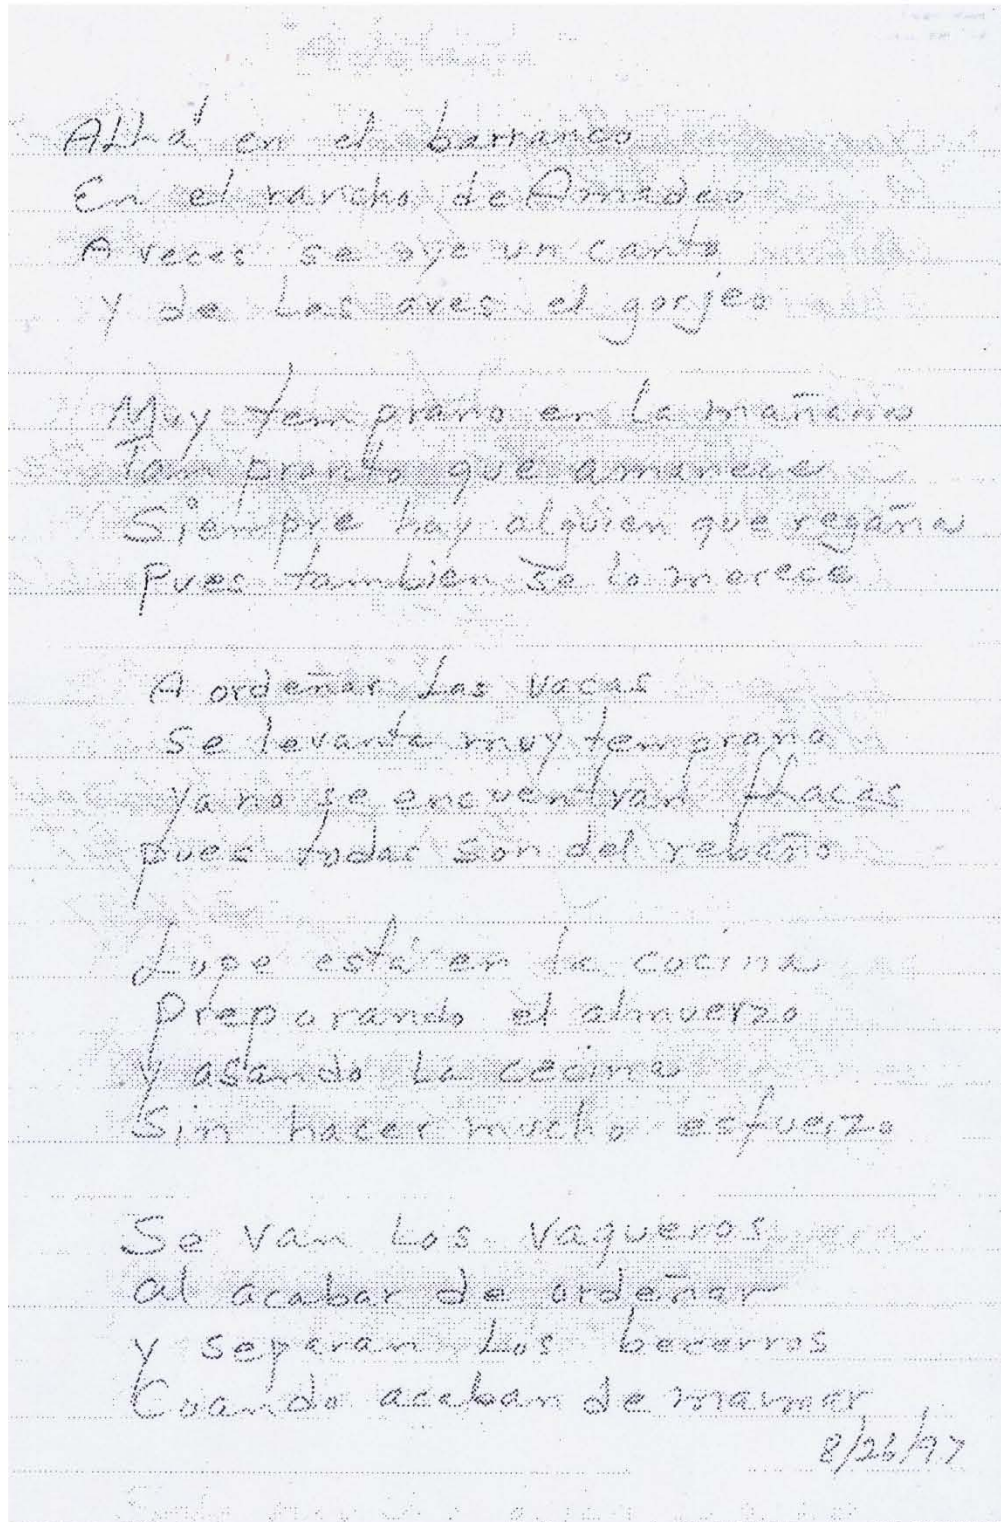 Allá en el barranco
En el rancho de Amedeo
A veces se oye un canto
Y de las aves el gorjeo
Muy temprano en la mañana
Tam pronto que amanece
Siempre hay alguien que regaña
Pues tambien se lo merece
A ordeñar las vacas
Se levanta muy temprano
Ya no se encuentran flacas
pues todas son del rebaño
Lupe está en la cocina
Preparando el almuerzo
Y asando la cecina
Sin hacer mucho esfuerzo
Se van los vaqueros
al acabar de ordeñar
y separan los becerros
Cuando acaban de mamar
8/26/97